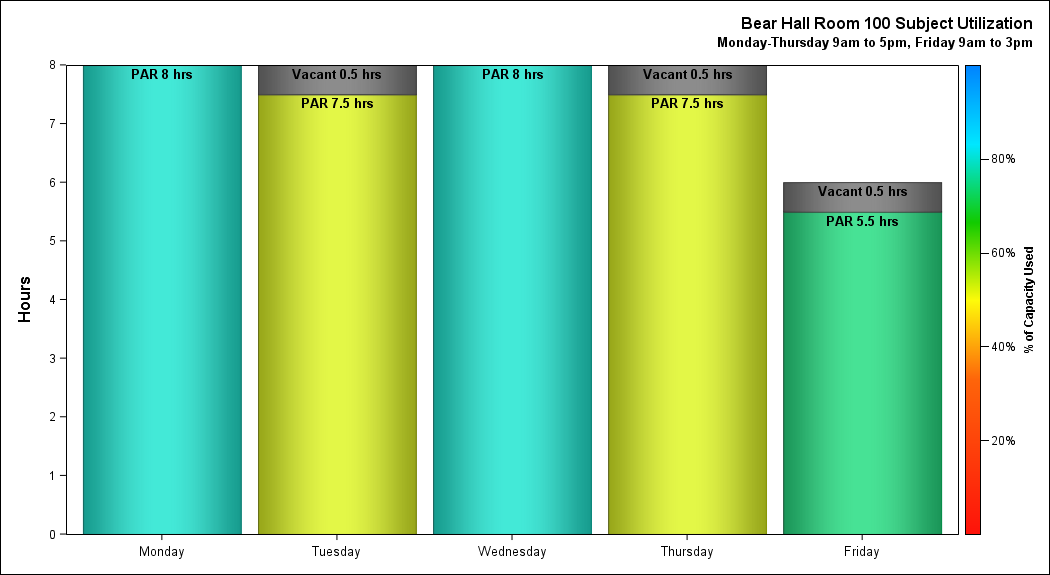 Bear Hall Room 100 Subject Utilization
Monday-Thursday 9am to 5pm, Friday 9am to 3pm
Hours
8
7
6
5
4
3
2
1
0
PAR 8 hrs
Vacant 0.5 hrs
PAR 7.5 hrs
PAR 8 hrs
Vacant 0.5 hrs
PAR 7.5 hrs
Vacant 0.5 hrs
PAR 5.5 hrs
Monday
Tuesday
Wednesday
Thursday
Friday
80%
60%
40%
20%
% of Capacity Used